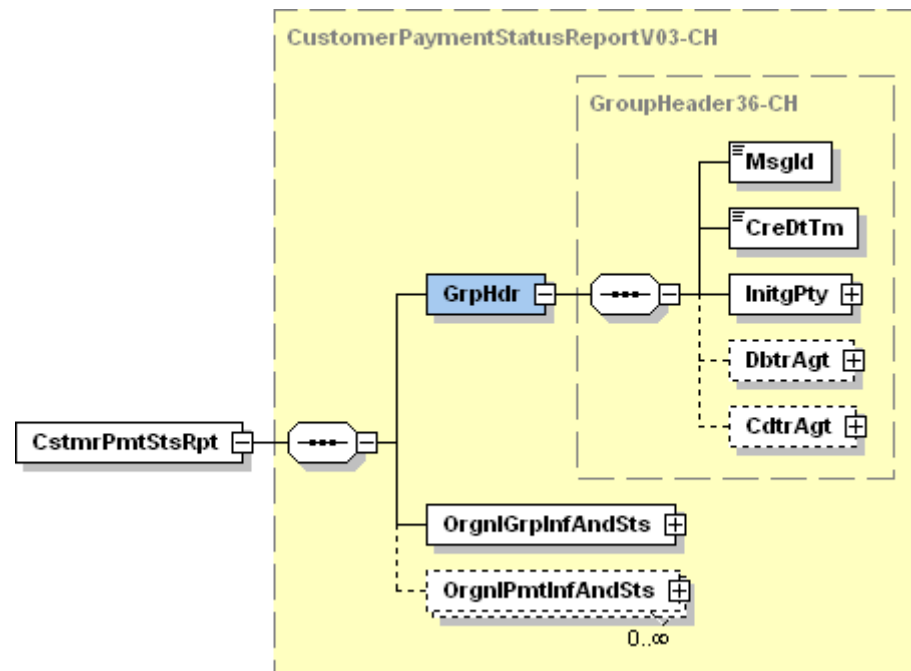 CustomerPaymentStatusReportV03-CH
GroupHeader36-CH
MsgId
CreDtTm
GrpHdr
InitgPty
DbtrAgt
CdtrAgt
CstmrPmtStsRpt
OrgnlGrpInfAndSts
OrgnlPmtInfAndSts
0..∞